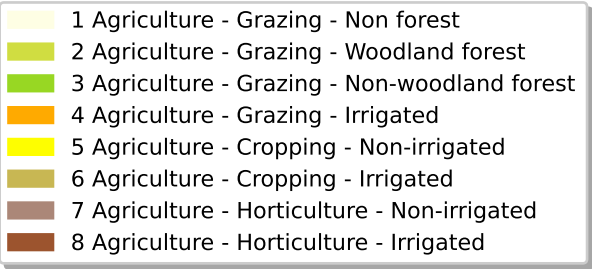 1 Agriculture - Grazing - Non forest
2 Agriculture - Grazing - Woodland forest
3 Agriculture - Grazing - Non-woodland forest
4 Agriculture - Grazing - Irrigated
5 Agriculture - Cropping - Non-irrigated
6 Agriculture - Cropping - Irrigated
7 Agriculture - Horticulture - Non-irrigated
8 Agriculture - Horticulture - Irrigated